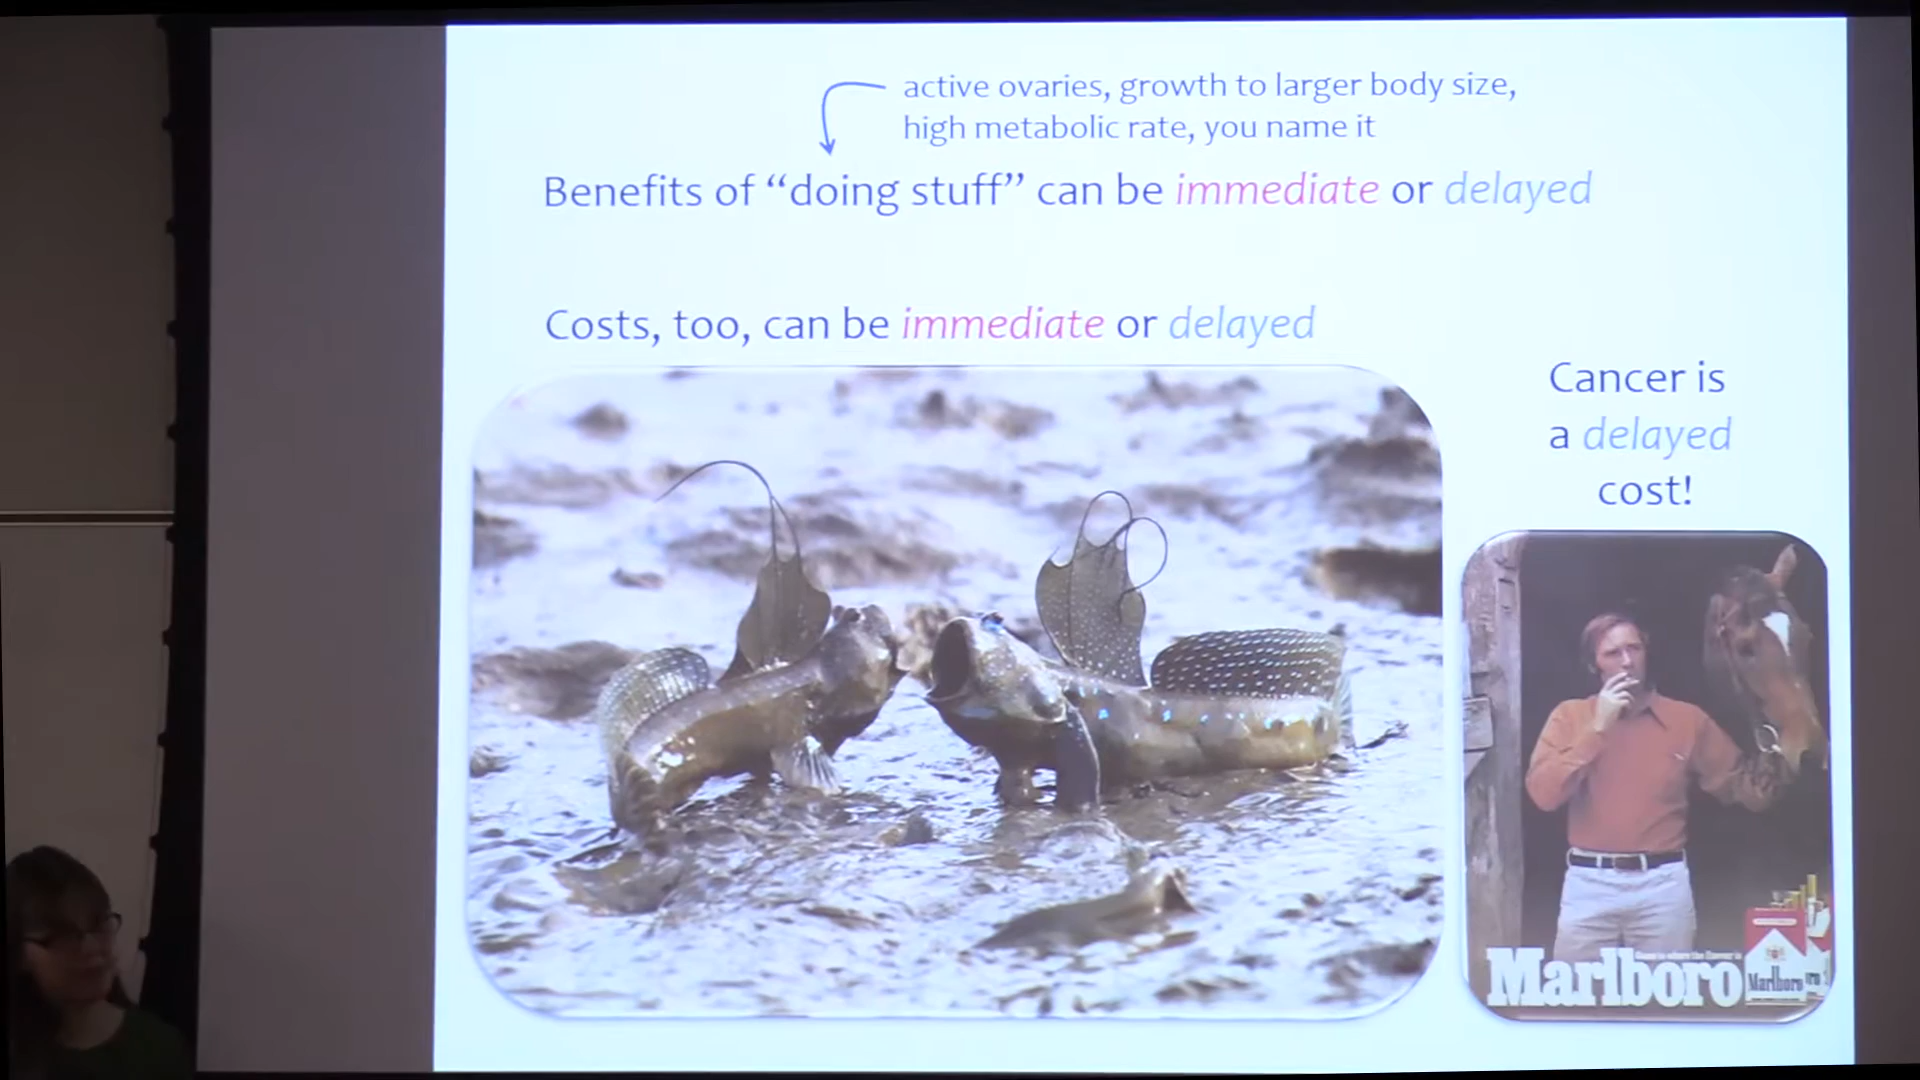 active ovaries, growth to larger body size,
high metabolic rate, you name it
Benefits of “doing stuff” can be immediate or delayed
Costs, too, can be immediate or delayed
Cancer is
a delayed
cost!
Marlboro
Marlboro